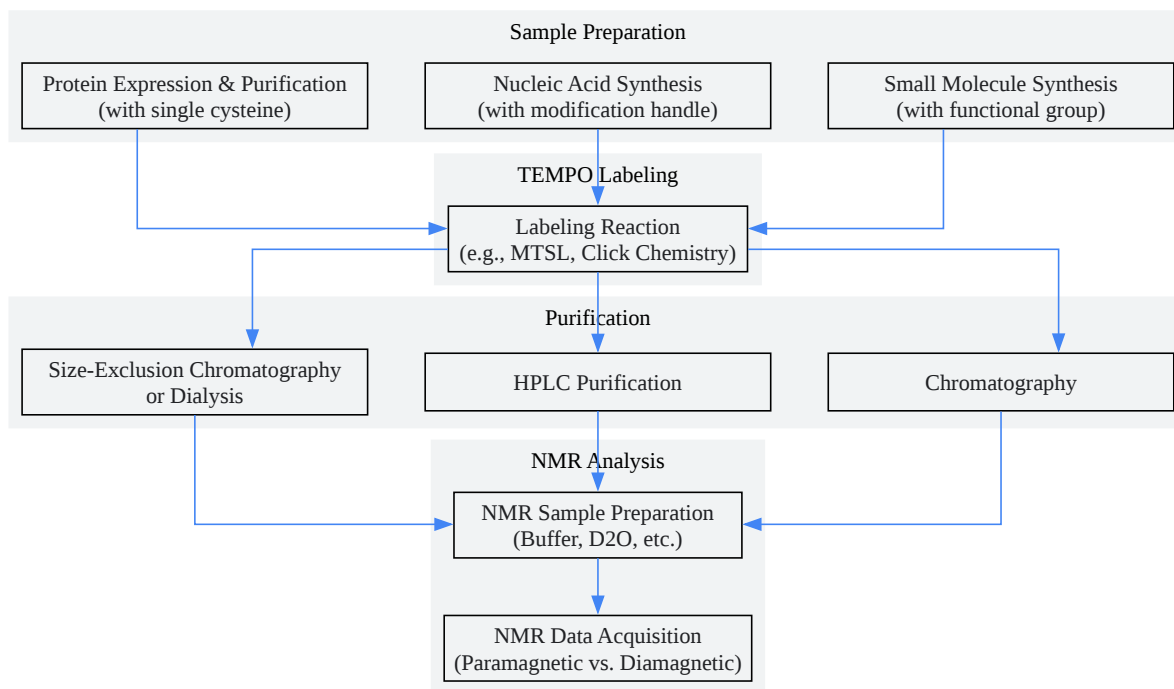 Sample Preparation
Protein Expression & Purification
(with single cysteine)
Nucleic Acid Synthesis
(with modification handle)
Small Molecule Synthesis
(with functional group)
TEMPO Labeling
Labeling Reaction
(e.g., MTSL, Click Chemistry)
Purification
Size-Exclusion Chromatography
or Dialysis
HPLC Purification
Chromatography
NMR Analysis
NMR Sample Preparation
(Buffer, D2O, etc.)
NMR Data Acquisition
(Paramagnetic vs. Diamagnetic)